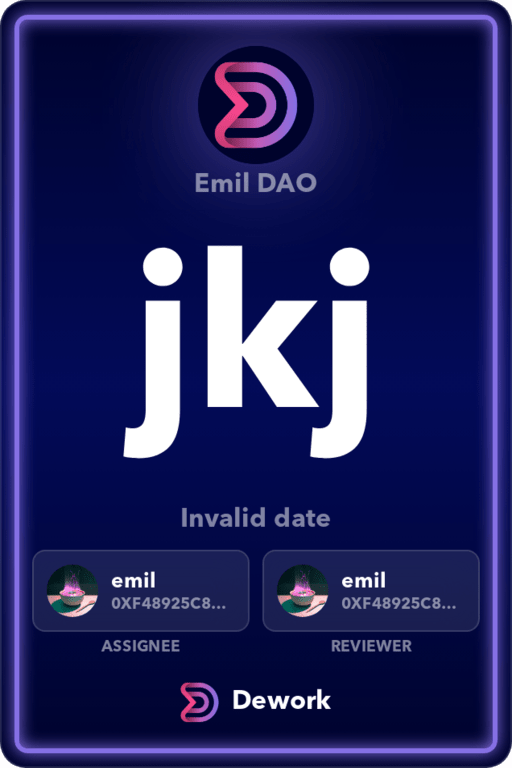 Emil DAO
jkj
Invalid date
emil
0XF48925C8...
ASSIGNEE
emil
0XF48925C8...
REVIEWER
Dework